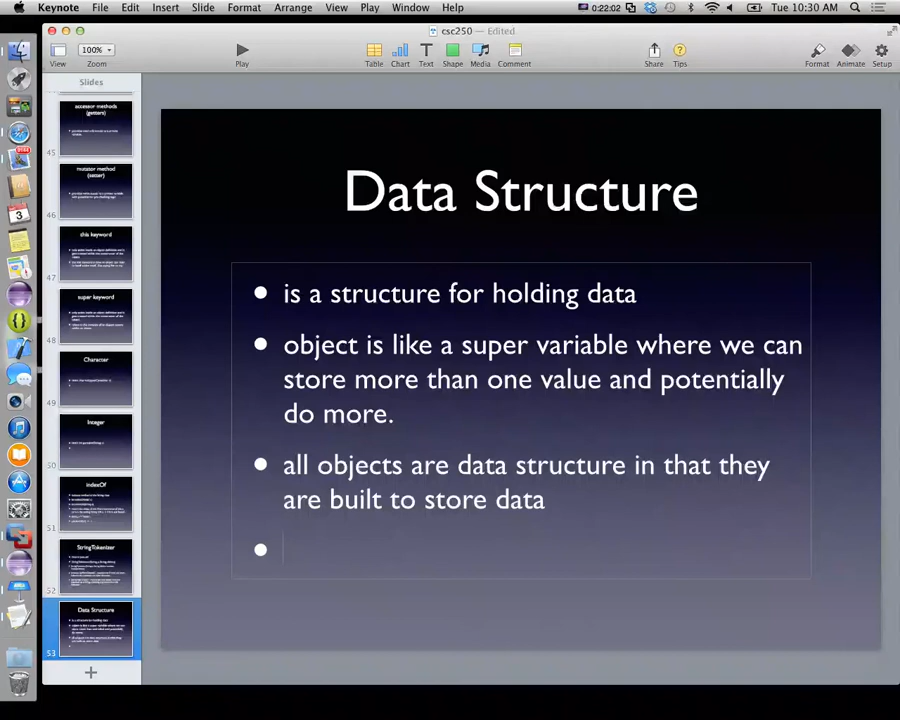 Keynote File Edit Insert Slide Format Arrange View Play Window Help 0:22:02 Tue 10:30 AM
csc250 — Edited
100%
View Zoom Play Table Chart Text Shape Media Comment Share Tips Format Animate Setup
Slides
accessor methods
(getters)
45
mutator method
(setter)
46
this keyword
47
super keyword
48
Character
49
Integer
50
indexOf
51
StringTokenizer
52
Data Structure
53
Data Structure
is a structure for holding data
object is like a super variable where we can
store more than one value and potentially
do more.
all objects are data structure in that they
are built to store data